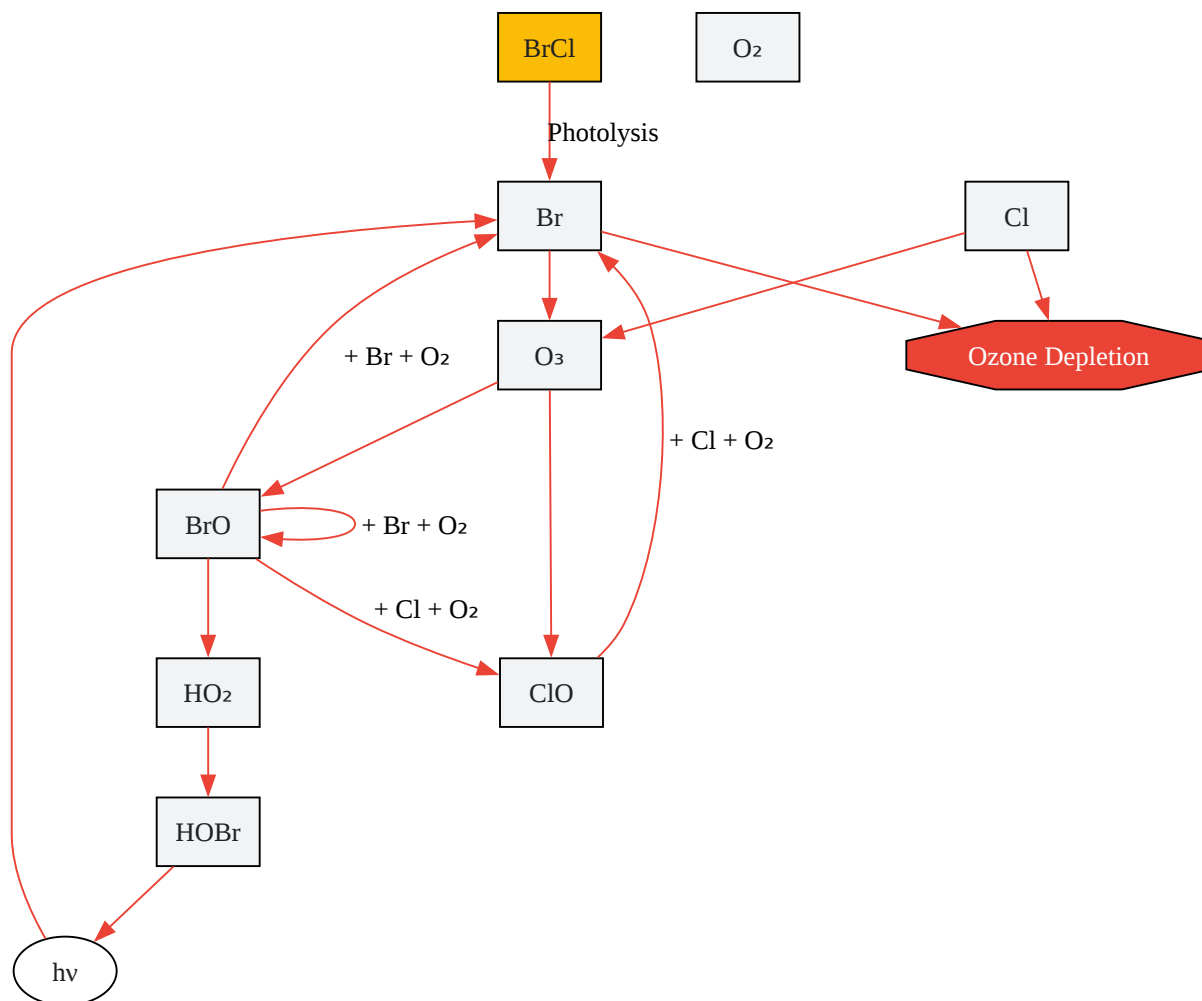 BrCl
O₂
Photolysis
Br
Cl
+ Br + O₂
O₃
Ozone Depletion
+ Cl + O₂
BrO
+ Br + O₂
+ Cl + O₂
HO₂
ClO
HOBr
hν